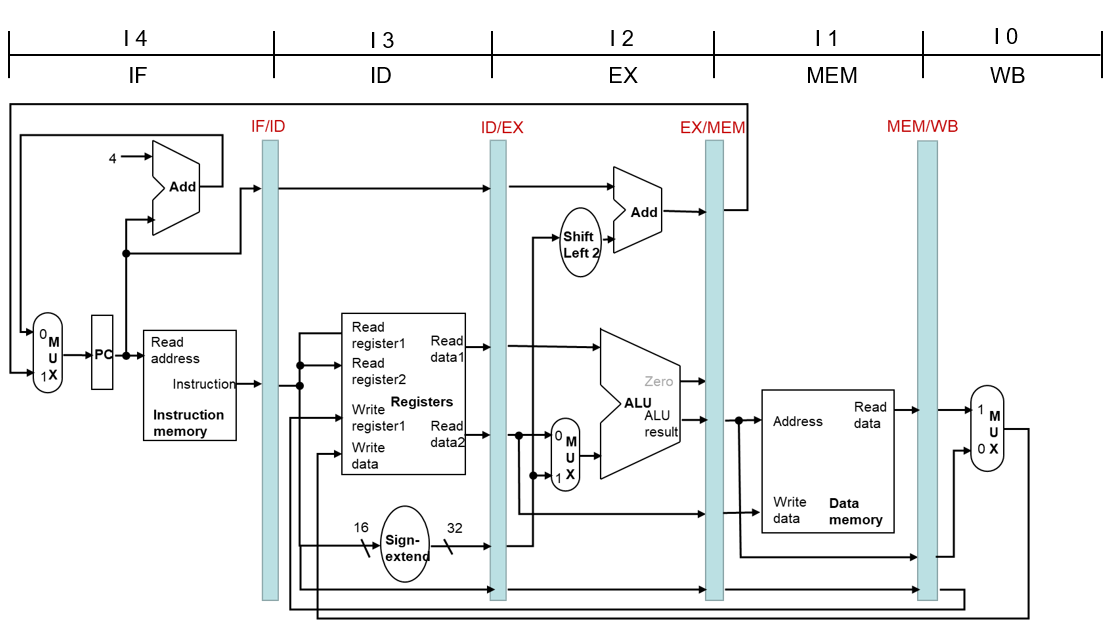 I 4
I 3
I 2
I 1
I 0
IF
ID
EX
MEM
WB
IF/ID
ID/EX
EX/MEM
MEM/WB
4
Add
Add
Shift
Left 2
0
M
U
1 X
PC
Read
address
Instruction
Instruction
memory
Read
register1
Read
register2
Write
register1
Write
data
Registers
Read
data1
Read
data2
16
Sign-
extend
32
0
M
U
1 X
Zero
ALU
ALU
result
Address
Read
data
Write
data
Data
memory
1
M
U
0 X